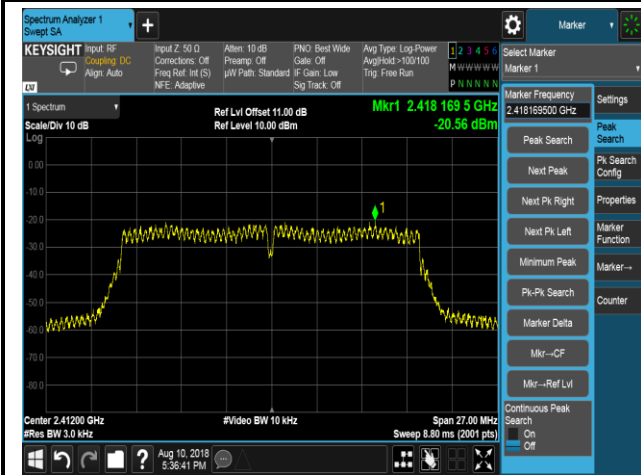 Spectrum Analyzer 1
Swept SA
+
Marker
KEYSIGHT
Input: RF
Coupling: DC
Align: Auto
Input Z: 50 Ω
Corrections: Off
Freq Ref: Int (S)
NFE: Adaptive
Atten: 10 dB
Preamp: Off
µW Path: Standard
PNO: Best Wide
Gate: Off
IF Gain: Low
Sig Track: Off
Avg Type: Log-Power
Avg|Hold:>100/100
Trig: Free Run
1 2 3 4 5 6
M W W W W W
P N N N N N
LXI
Select Marker
Marker 1
1 Spectrum
Scale/Div 10 dB
Ref Lvl Offset 11.00 dB
Ref Level 10.00 dBm
Mkr1 2.418 169 5 GHz
-20.56 dBm
Log
0.00
-10.0
-20.0
-30.0
-40.0
-50.0
-60.0
-70.0
-80.0
1
Center 2.41200 GHz
#Res BW 3.0 kHz
#Video BW 10 kHz
Span 27.00 MHz
Sweep 8.80 ms (2001 pts)
Marker Frequency
2.418169500 GHz
Peak Search
Next Peak
Next Pk Right
Next Pk Left
Minimum Peak
Pk-Pk Search
Marker Delta
Mkr→CF
Mkr→Ref Lvl
Continuous Peak
Search
On
Off
Settings
Peak
Search
Pk Search
Config
Properties
Marker
Function
Marker→
Counter
?
Aug 10, 2018
5:36:41 PM